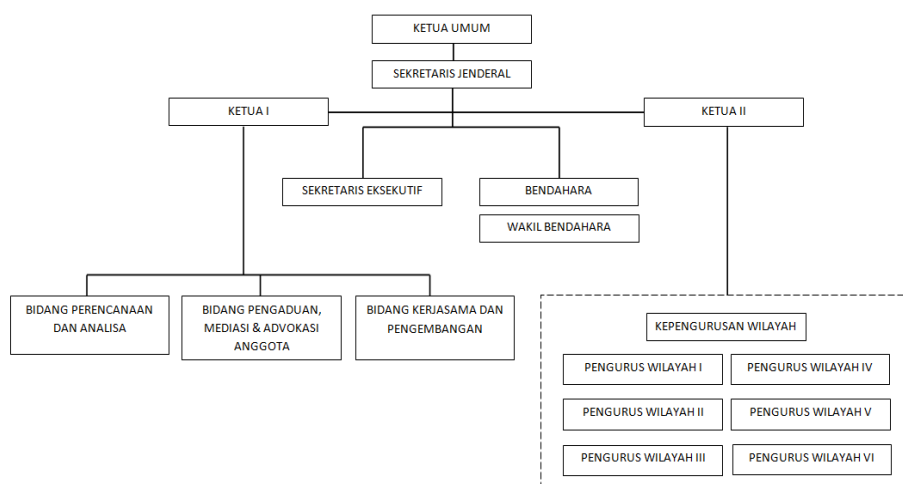 KETUA UMUM
SEKRETARIS JENDERAL
KETUA I
KETUA II
SEKRETARIS EKSEKUTIF
BENDAHARA
WAKIL BENDAHARA
BIDANG PERENCANAAN
DAN ANALISA
BIDANG PENGADUAN,
MEDIASI & ADVOKASI
ANGGOTA
BIDANG KERJASAMA DAN
PENGEMBANGAN
KEPENGURUSAN WILAYAH
PENGURUS WILAYAH I
PENGURUS WILAYAH IV
PENGURUS WILAYAH II
PENGURUS WILAYAH V
PENGURUS WILAYAH III
PENGURUS WILAYAH VI